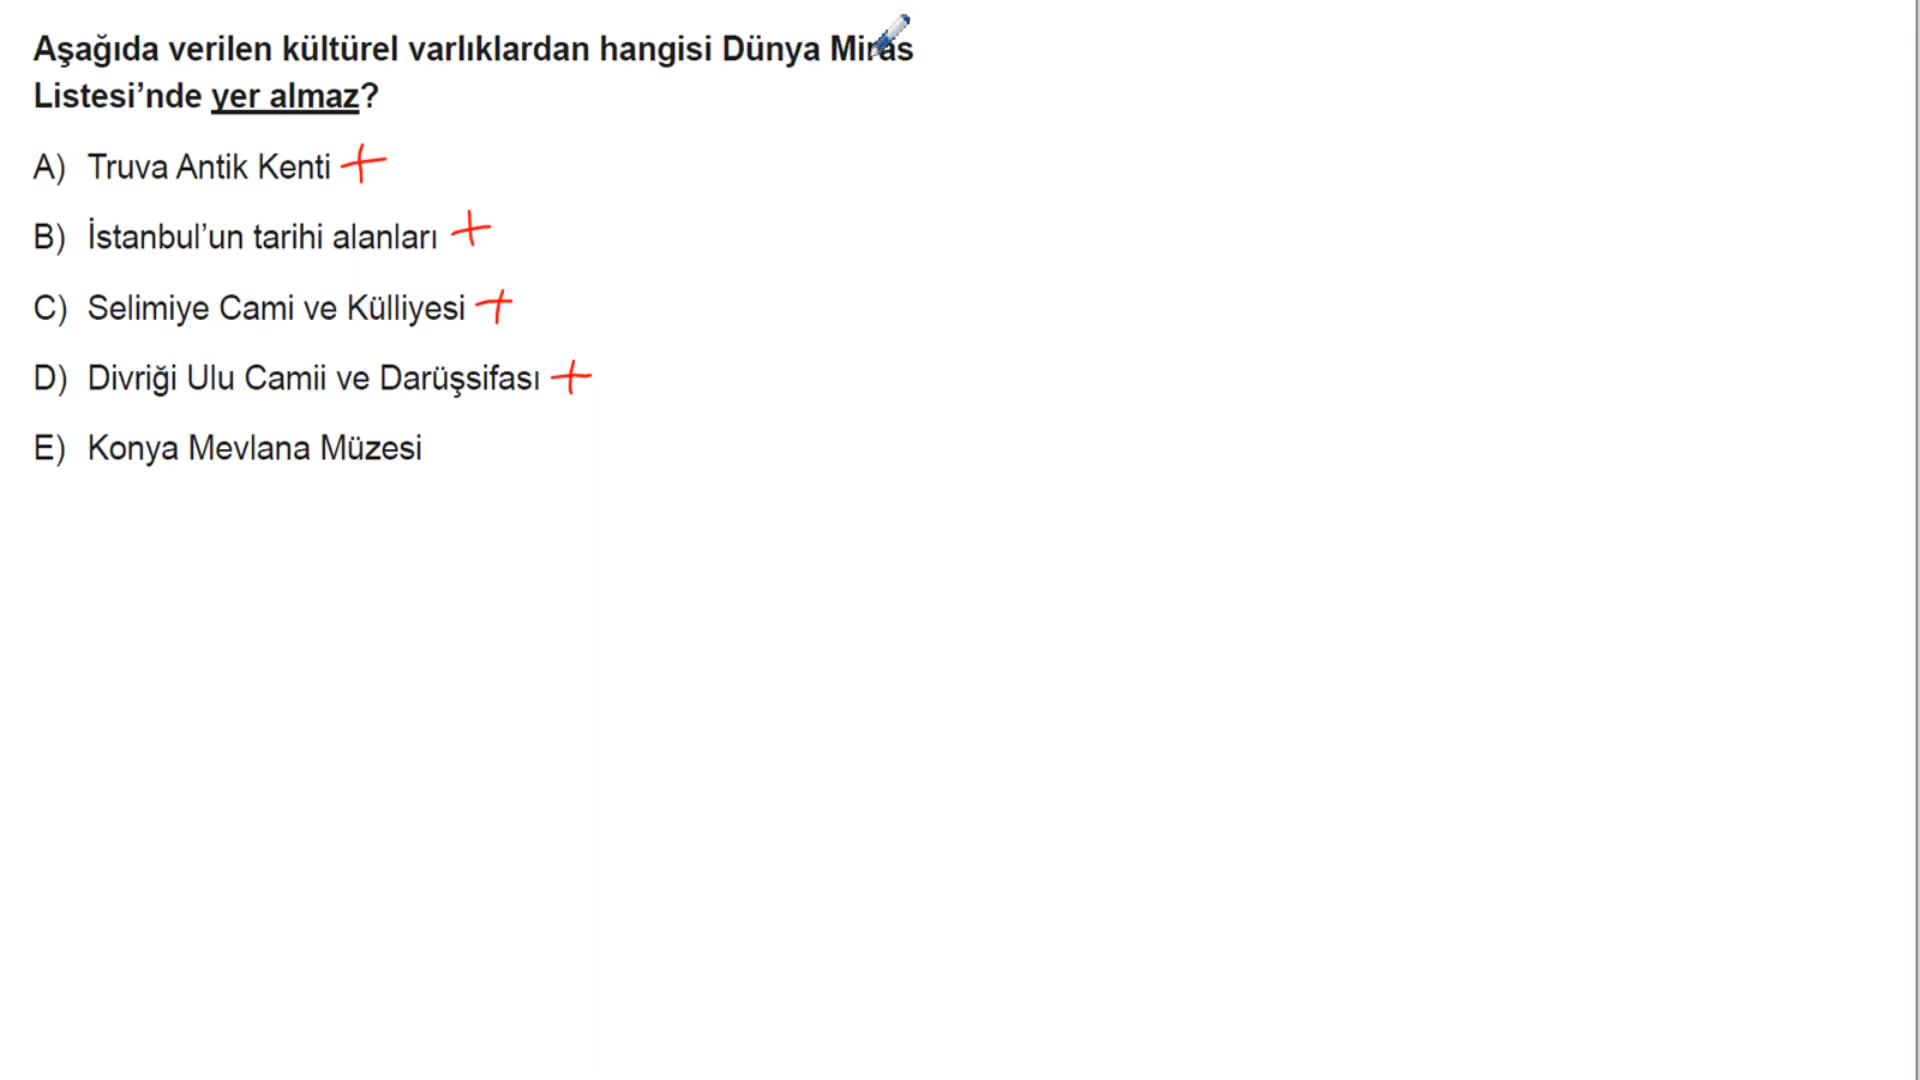 Aşağıda verilen kültürel varlıklardan hangisi Dünya Miras
Listesi’nde yer almaz?
A) Truva Antik Kenti +
B) İstanbul’un tarihi alanları +
C) Selimiye Cami ve Külliyesi +
D) Divriği Ulu Camii ve Darüşsifası +
E) Konya Mevlana Müzesi